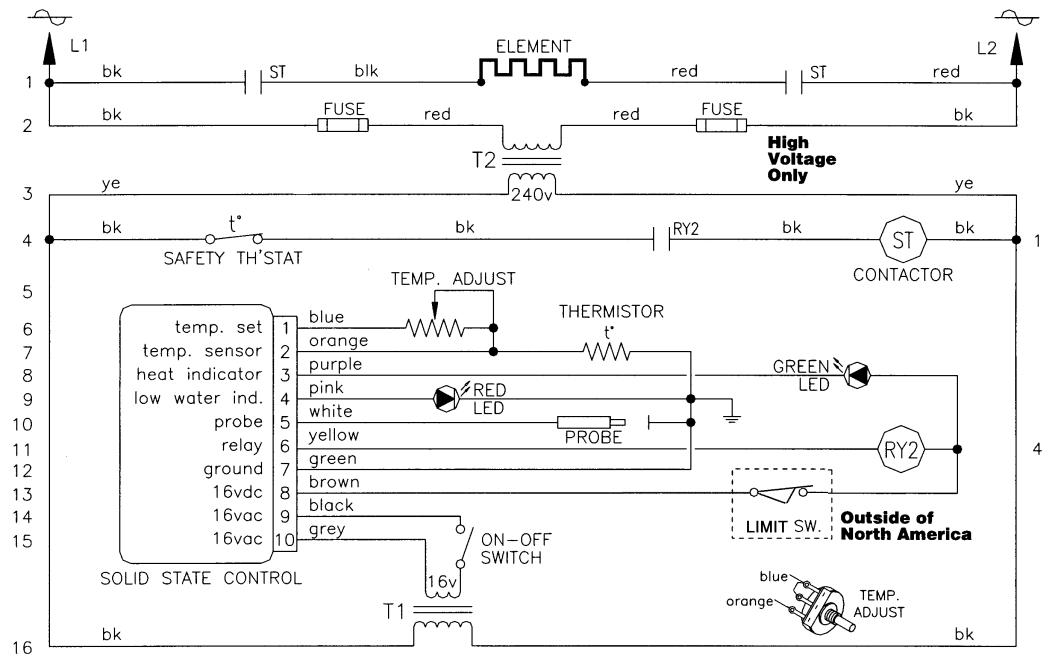 L1
L2
ELEMENT
1 bk ST blk red ST red
FUSE FUSE
2 bk red red bk
High
Voltage
Only
T2
3 ye 240v ye
4 bk t° bk RY2 bk ST bk 1
SAFETY TH'STAT
CONTACTOR
5 TEMP. ADJUST
THERMISTOR
t°
6 temp. set 1 blue
7 temp. sensor 2 orange
8 heat indicator 3 purple
GREEN
LED
9 low water ind. 4 pink
RED
LED
10 probe 5 white
PROBE
11 relay 6 yellow RY2 4
12 ground 7 green
13 16vdc 8 brown
LIMIT SW.
Outside of
North America
14 16vac 9 black
15 16vac 10 grey
ON-OFF
SWITCH
SOLID STATE CONTROL
16v
T1
blue
orange
TEMP.
ADJUST
16 bk bk